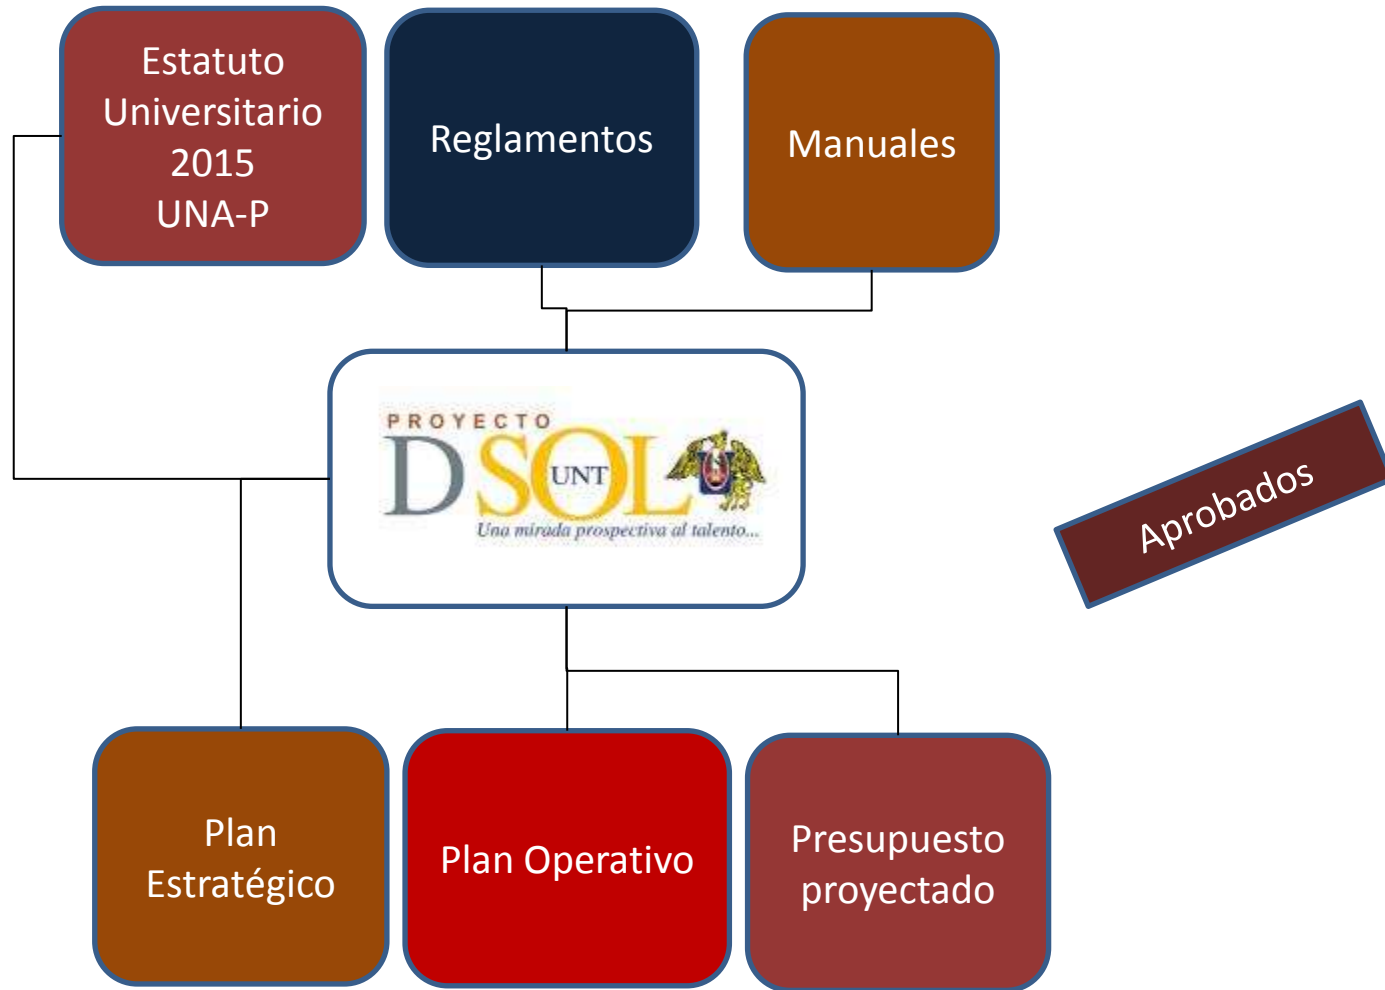 Estatuto
Universitario
2015
UNA-P
Reglamentos
Manuales
PROYECTO
D SOL
UNT
Una mirada prospectiva al talento...
Aprobados
Plan
Estratégico
Plan Operativo
Presupuesto
proyectado